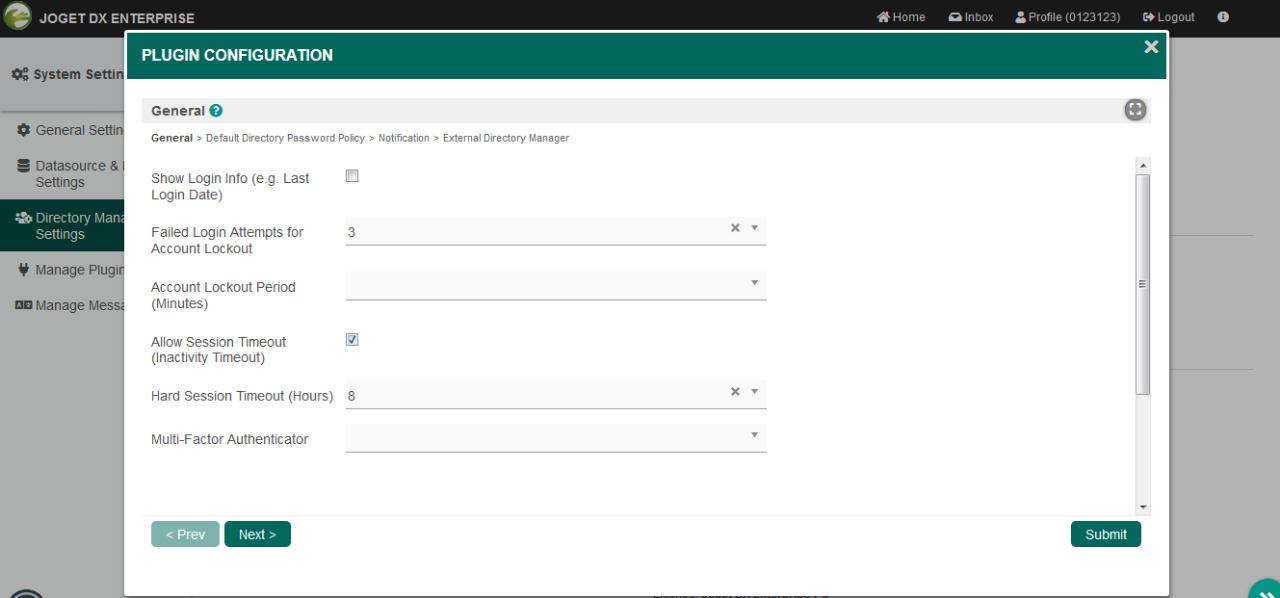 JOGET DX ENTERPRISE
Home Inbox Profile (0123123) Logout
PLUGIN CONFIGURATION
System Settin
General Settin
Datasource &
Settings
Directory Mana
Settings
Manage Plugin
Manage Messa
General
General > Default Directory Password Policy > Notification > External Directory Manager
Show Login Info (e.g. Last
Login Date)
Failed Login Attempts for
Account Lockout
3
Account Lockout Period
(Minutes)
Allow Session Timeout
(Inactivity Timeout)
Hard Session Timeout (Hours)
8
Multi-Factor Authenticator
< Prev
Next >
Submit